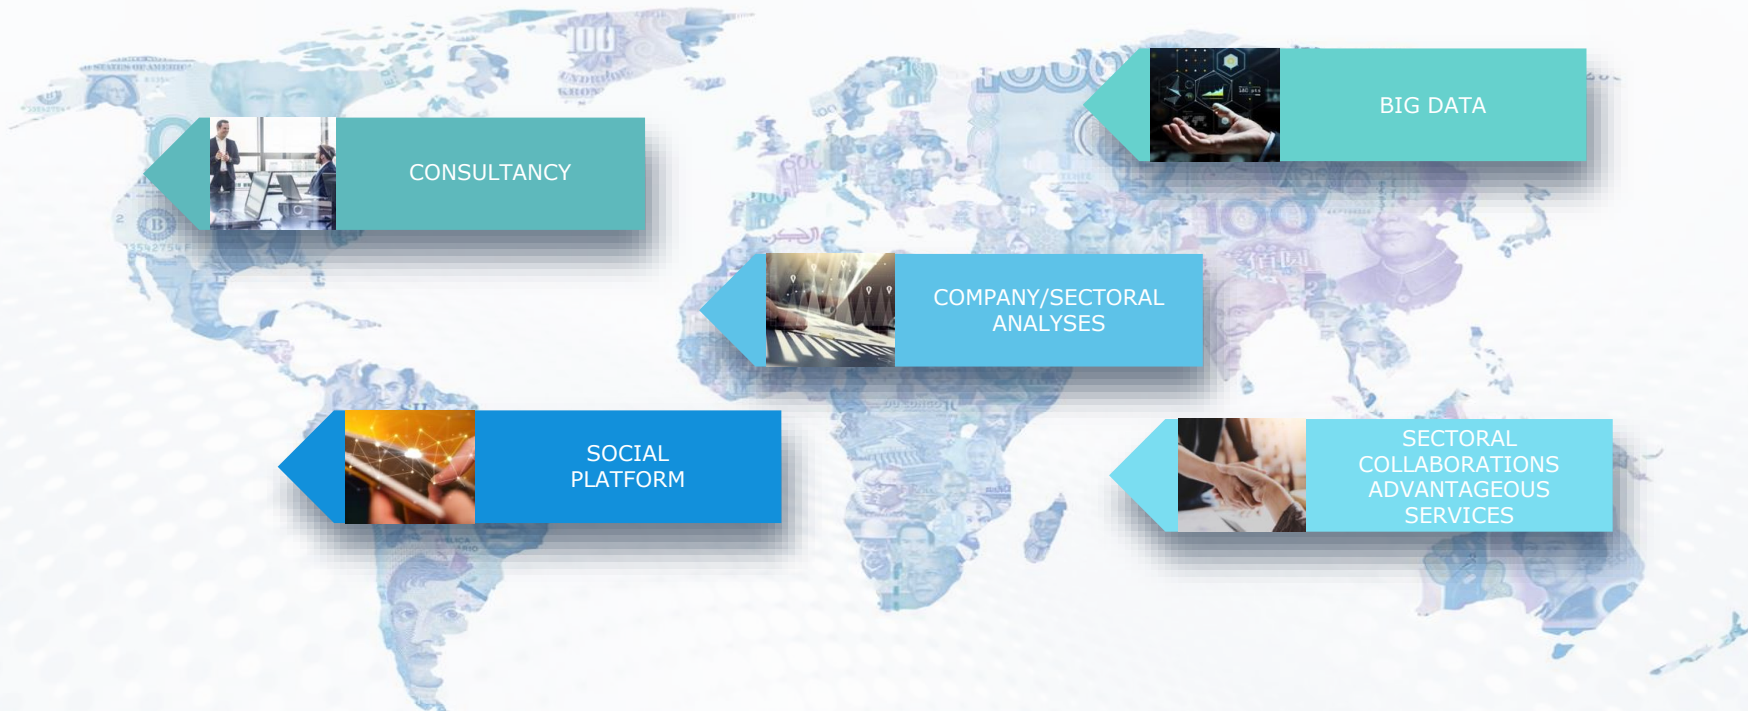 BIG DATA
CONSULTANCY
COMPANY/SECTORAL
ANALYSES
SOCIAL
PLATFORM
SECTORAL
COLLABORATIONS
ADVANTAGEOUS
SERVICES